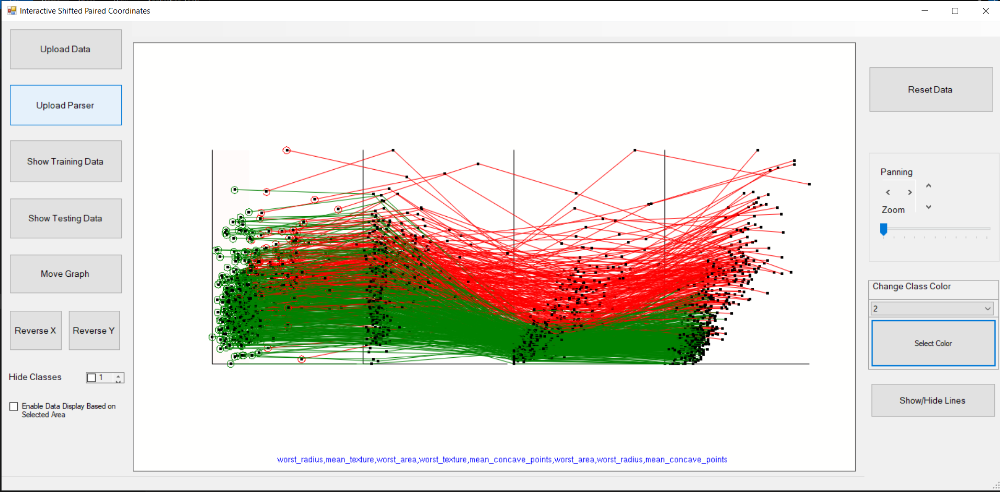 Interactive Shifted Paired Coordinates
Upload Data
Upload Parser
Show Training Data
Show Testing Data
Move Graph
Reverse X
Reverse Y
Hide Classes
1
Enable Data Display Based on
Selected Area
worst_radius,mean_texture,worst_area,worst_texture,mean_concave_points,worst_area,worst_radius,mean_concave_points
Reset Data
Panning
Zoom
Change Class Color
2
Select Color
Show/Hide Lines